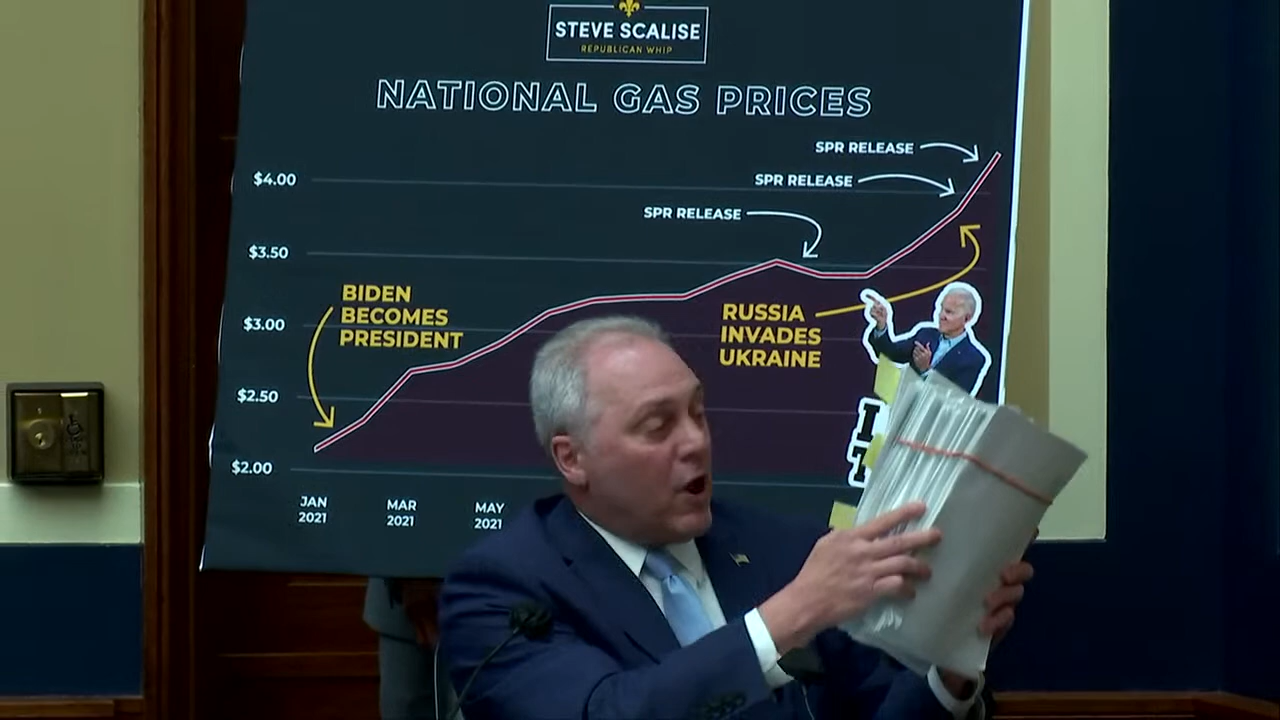 STEVE SCALISE
REPUBLICAN WHIP
NATIONAL GAS PRICES
SPR RELEASE
$4.00
SPR RELEASE
SPR RELEASE
$3.50
BIDEN
BECOMES
PRESIDENT
$3.00
RUSSIA
INVADES
UKRAINE
$2.50
$2.00
JAN
2021
MAR
2021
MAY
2021